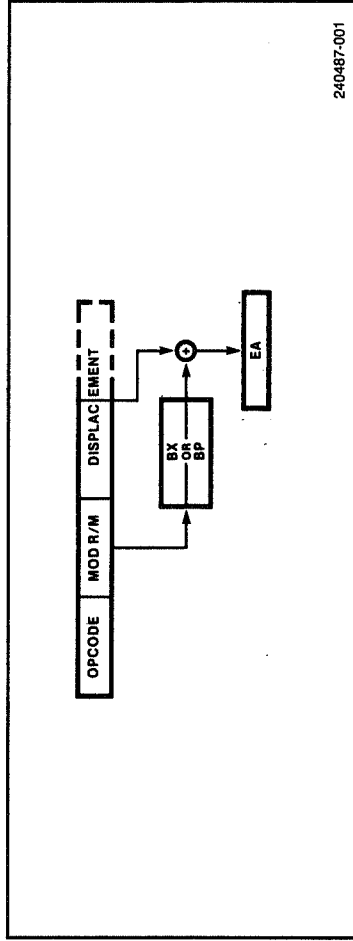 OPCODE MOD R/M DISPLACEMENT
BX
OR
BP
EA
240487-001